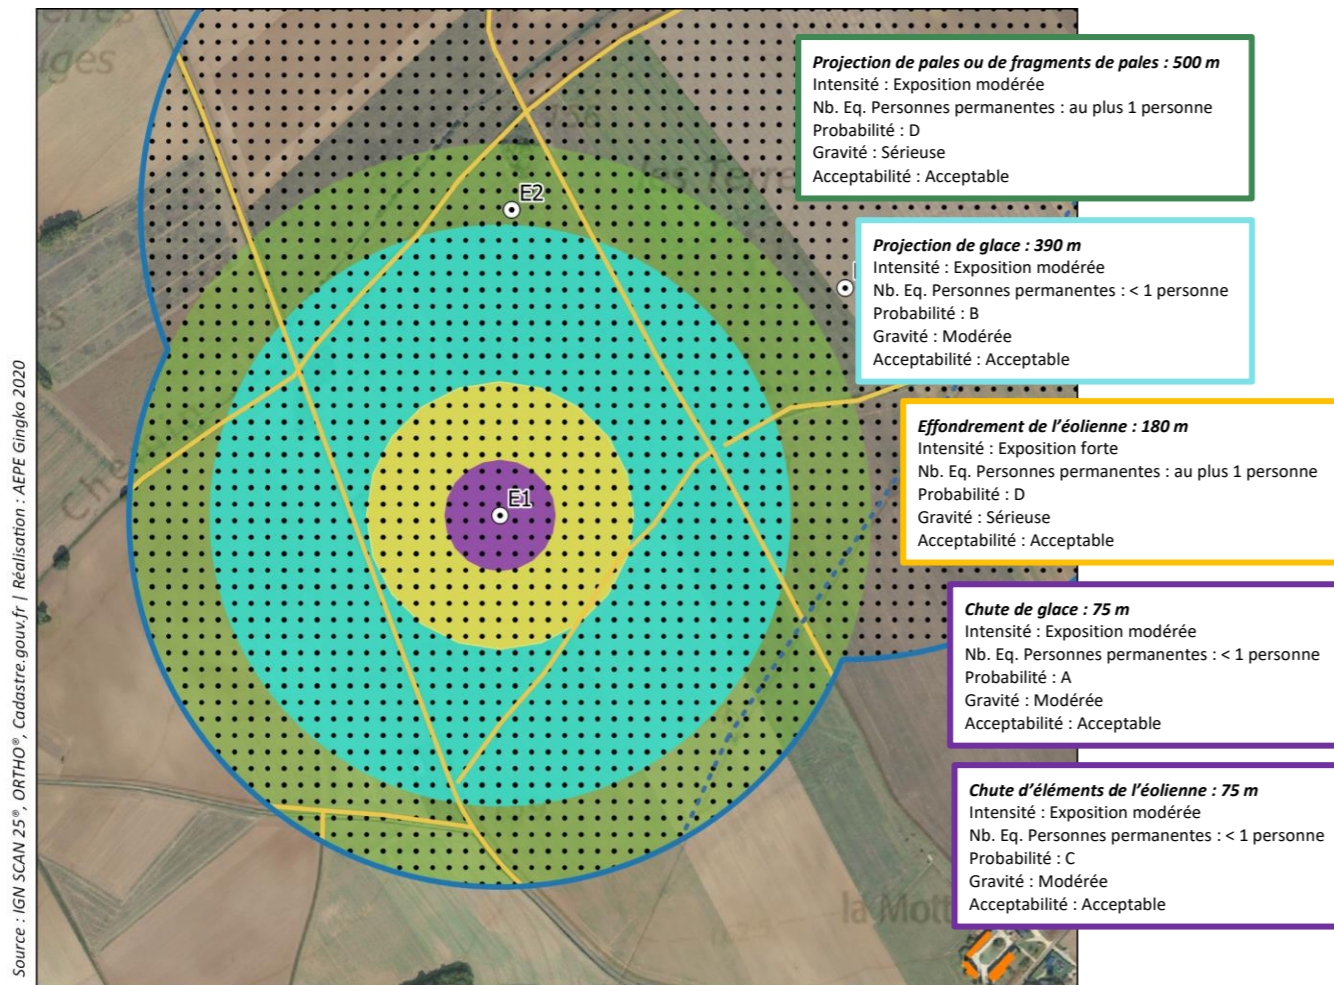 Projection de pales ou de fragments de pales : 500 m
Intensité : Exposition modérée
Nb. Eq. Personnes permanentes : au plus 1 personne
Probabilité : D
Gravité : Sérieuse
Acceptabilité : Acceptable
Projection de glace : 390 m
Intensité : Exposition modérée
Nb. Eq. Personnes permanentes : < 1 personne
Probabilité : B
Gravité : Modérée
Acceptabilité : Acceptable
Effondrement de l’éolienne : 180 m
Intensité : Exposition forte
Nb. Eq. Personnes permanentes : au plus 1 personne
Probabilité : D
Gravité : Sérieuse
Acceptabilité : Acceptable
Chute de glace : 75 m
Intensité : Exposition modérée
Nb. Eq. Personnes permanentes : < 1 personne
Probabilité : A
Gravité : Modérée
Acceptabilité : Acceptable
Chute d’éléments de l’éolienne : 75 m
Intensité : Exposition modérée
Nb. Eq. Personnes permanentes : < 1 personne
Probabilité : C
Gravité : Modérée
Acceptabilité : Acceptable
E2
E1
les Terre
la Mott
Source : IGN SCAN 25®, ORTHO®, Cadastre.gouv.fr | Réalisation : AEPE Gingko 2020